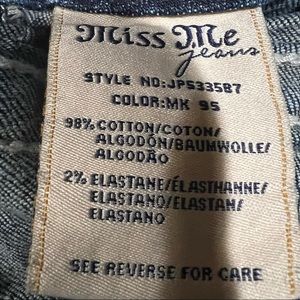 Miss Me
jeans
STYLE NO:JP5335B7
COLOR:MK 95
98% COTTON/COTON/
ALGODÓN/BAUMWOLLE/
ALGODÃO
2% ELASTANE/ÉLASTHANNE/
ELASTANO/ELASTAN/
ELASTANO
SEE REVERSE FOR CARE